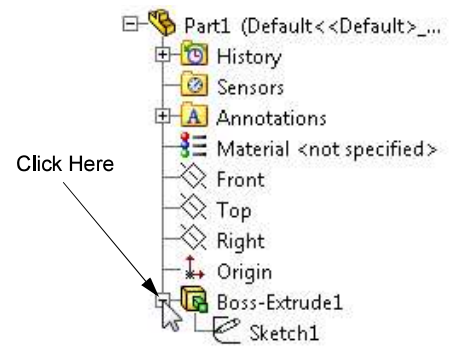 Part1 (Default<<Default>_...
History
Sensors
A Annotations
Material <not specified>
Click Here
Front
Top
Right
Origin
Boss-Extrude1
Sketch1